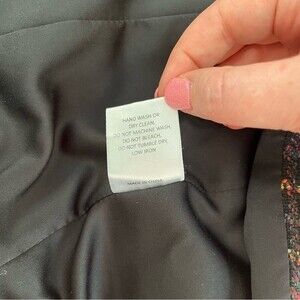 HAND WASH OR
DRY CLEAN,
DO NOT MACHINE WASH,
DO NOT BLEACH,
DO NOT TUMBLE DRY,
LOW IRON
MADE IN CHINA